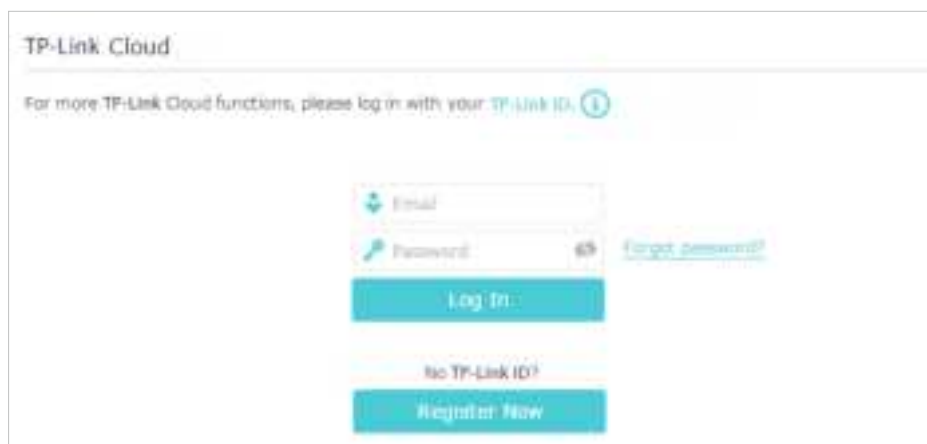 TP-Link Cloud
For more TP-Link Cloud functions, please log in with your TP-Link ID.
Email
Password
Forgot password?
Log In
No TP-Link ID?
Register Now